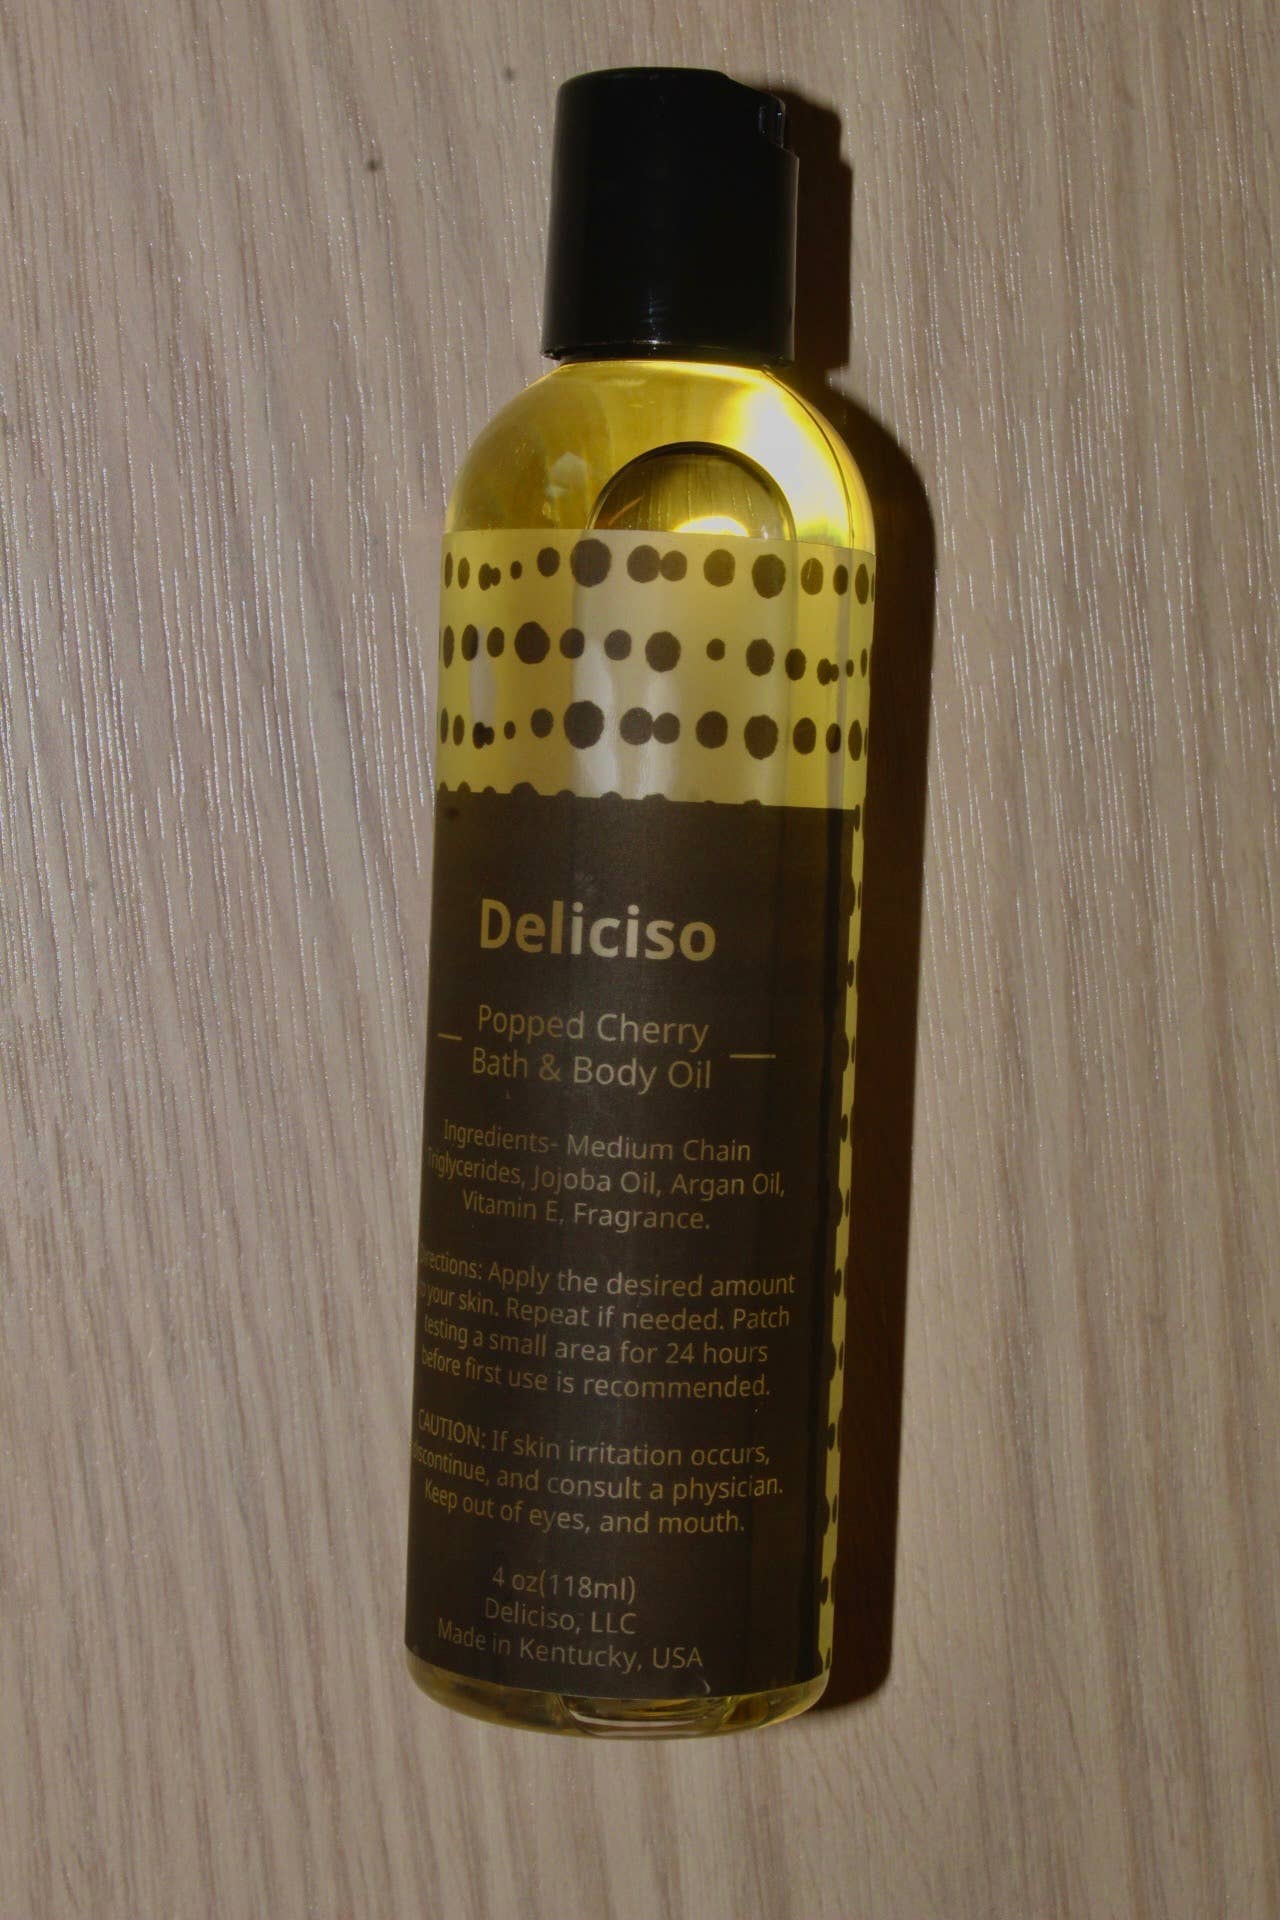 Deliciso
Popped Cherry
Bath & Body Oil
Ingredients- Medium Chain
Triglycerides, Jojoba Oil, Argan Oil,
Vitamin E, Fragrance.
Directions: Apply the desired amount
to your skin. Repeat if needed. Patch
testing a small area for 24 hours
before first use is recommended.
CAUTION: If skin irritation occurs,
discontinue, and consult a physician.
Keep out of eyes, and mouth.
4 oz(118ml)
Deliciso, LLC
Made in Kentucky, USA